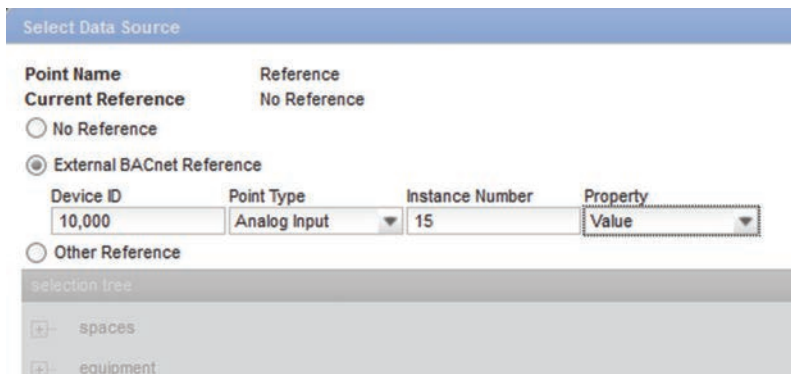 Select Data Source
Point Name Reference
Current Reference No Reference
No Reference
External BACnet Reference
Device ID Point Type Instance Number Property
10,000 Analog Input 15 Value
Other Reference
selection tree
spaces
equipment